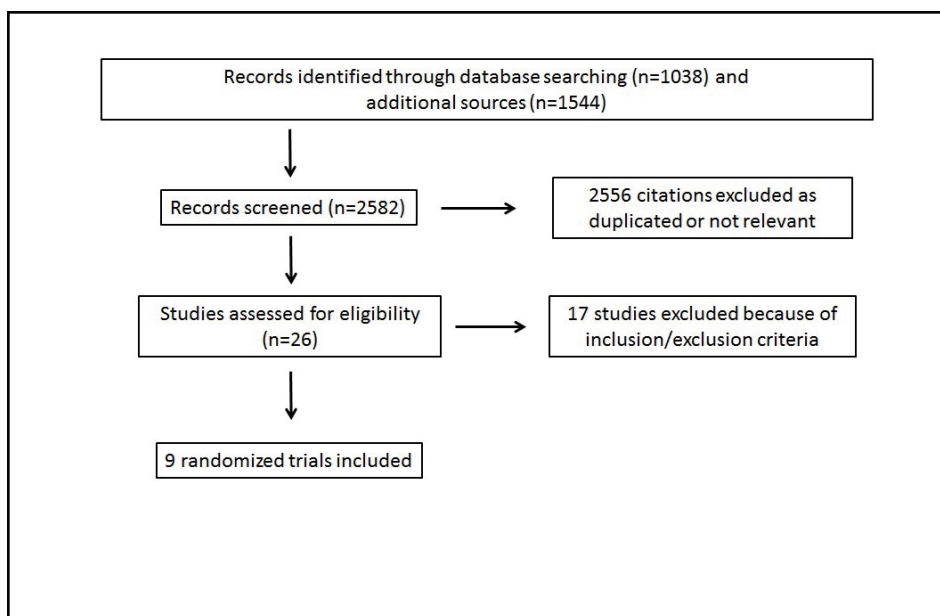 Records identified through database searching (n=1038) and
additional sources (n=1544)
Records screened (n=2582)
2556 citations excluded as
duplicated or not relevant
Studies assessed for eligibility
(n=26)
17 studies excluded because of
inclusion/exclusion criteria
9 randomized trials included